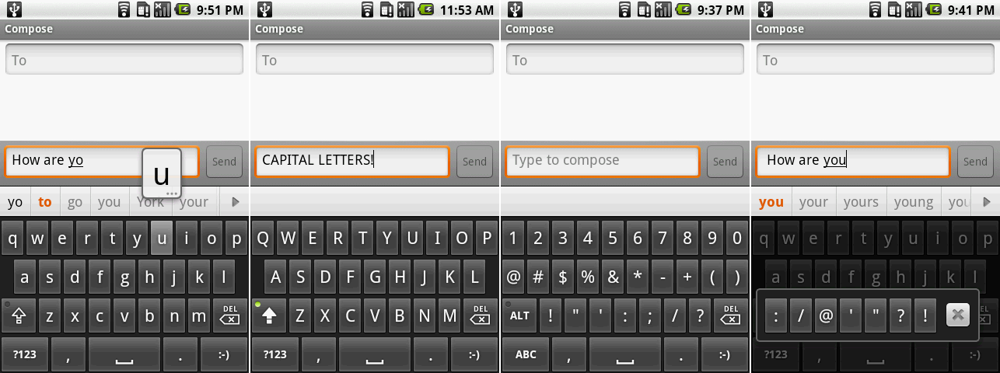 9:51 PM
Compose
To
How are yo
u
Send
yo to go you York your
q w e r t y u i o p
a s d f g h j k l
z x c v b n m DEL
?123 , . :-)
11:53 AM
Compose
To
CAPITAL LETTERS!
Send
Q W E R T Y U I O P
A S D F G H J K L
Z X C V B N M DEL
?123 , . :-)
9:37 PM
Compose
To
Type to compose
Send
1 2 3 4 5 6 7 8 9 0
@ # $ % & * - + ( )
ALT ! " ' : ; / ? DEL
ABC , . :-)
9:41 PM
Compose
To
How are you
Send
you your yours young you
q w e r t y u i o p
a s d f g h j k l
: / @ ' " ? !
?123 , . :-)